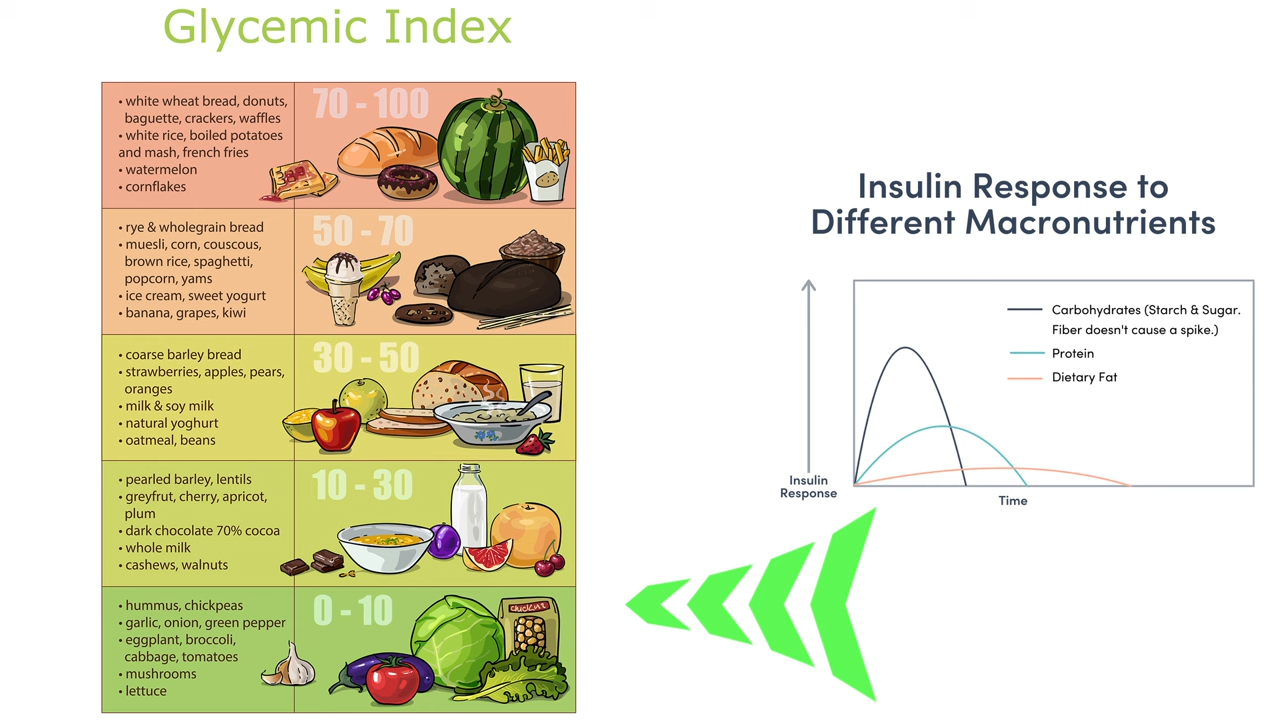 Glycemic Index
70 - 100
• white wheat bread, donuts,
baguette, crackers, waffles
• white rice, boiled potatoes
and mash, french fries
• watermelon
• cornflakes
50 - 70
• rye & wholegrain bread
• muesli, corn, couscous,
brown rice, spaghetti,
popcorn, yams
• ice cream, sweet yogurt
• banana, grapes, kiwi
30 - 50
• coarse barley bread
• strawberries, apples, pears,
oranges
• milk & soy milk
• natural yoghurt
• oatmeal, beans
10 - 30
• pearled barley, lentils
• greyfrut, cherry, apricot,
plum
• dark chocolate 70% cocoa
• whole milk
• cashews, walnuts
0 - 10
• hummus, chickpeas
• garlic, onion, green pepper
• eggplant, broccoli,
cabbage, tomatoes
• mushrooms
• lettuce
Insulin Response to
Different Macronutrients
Carbohydrates (Starch & Sugar.
Fiber doesn't cause a spike.)
Protein
Dietary Fat
Insulin
Response
Time